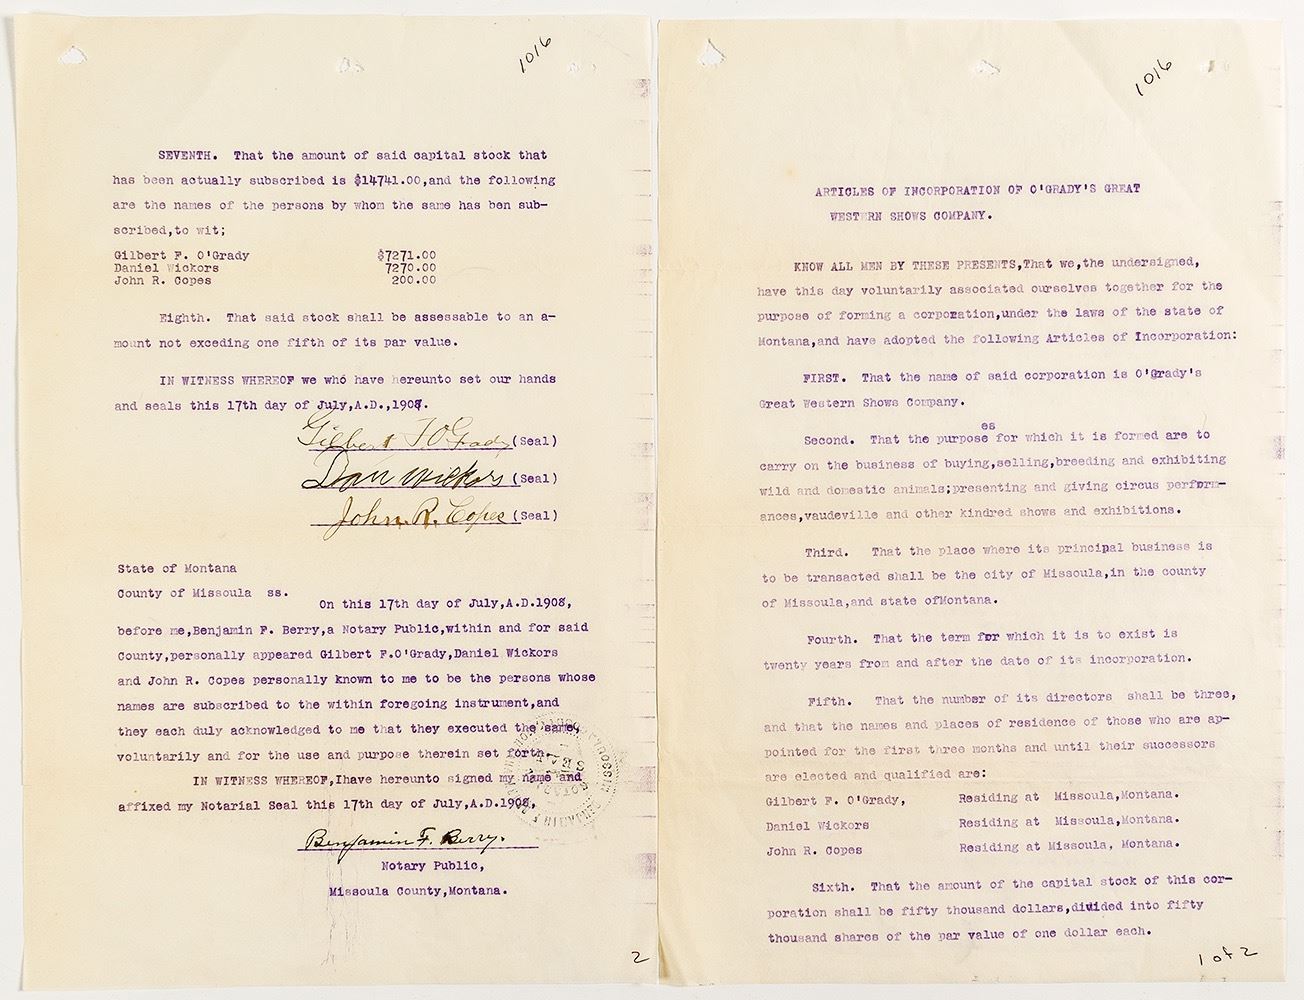 1016
SEVENTH. That the amount of said capital stock that
has been actually subscribed is $14741.00,and the following
are the names of the persons by whom the same has ben sub-
scribed,to wit;
Gilbert F. O'Grady $7271.00
Daniel Wickors 7270.00
John R. Copes 200.00
Eighth. That said stock shall be assessable to an a-
mount not exceding one fifth of its par value.
IN WITNESS WHEREOF we who have hereunto set our hands
and seals this 17th day of July,A.D.,1908.
Gilbert F O'Grady (Seal)
Dan Wickors (Seal)
John R. Copes (Seal)
State of Montana
County of Missoula ss.
On this 17th day of July,A.D.1908,
before me,Benjamin F. Berry,a Notary Public,within and for said
County,personally appeared Gilbert F.O'Grady,Daniel Wickors
and John R. Copes personally known to me to be the persons whose
names are subscribed to the within foregoing instrument,and
they each duly acknowledged to me that they executed the same,
voluntarily and for the use and purpose therein set forth.
IN WITNESS WHEREOF,Ihave hereunto signed my name and
affixed my Notarial Seal this 17th day of July,A.D.1908,
Benjamin F. Berry.
Notary Public,
Missoula County,Montana.
2
1016
ARTICLES OF INCORPORATION OF O'GRADY'S GREAT
WESTERN SHOWS COMPANY.
KNOW ALL MEN BY THESE PRESENTS,That we,the undersigned,
have this day voluntarily associated ourselves together for the
purpose of forming a corporation,under the laws of the state of
Montana,and have adopted the following Articles of Incorporation:
FIRST. That the name of said corporation is O'Grady's
Great Western Shows Company.
Second. That the purposees for which it is formed are to
carry on the business of buying,selling,breeding and exhibiting
wild and domestic animals;presenting and giving circus perform-
ances,vaudeville and other kindred shows and exhibitions.
Third. That the place where its principal business is
to be transacted shall be the city of Missoula,in the county
of Missoula,and state ofMontana.
Fourth. That the term for which it is to exist is
twenty years from and after the date of its incorporation.
Fifth. That the number of its directors shall be three,
and that the names and places of residence of those who are ap-
pointed for the first three months and until their successors
are elected and qualified are:
Gilbert F. O'Grady, Residing at Missoula,Montana.
Daniel Wickors Residing at Missoula,Montana.
John R. Copes Residing at Missoula, Montana.
Sixth. That the amount of the capital stock of this cor-
poration shall be fifty thousand dollars,divided into fifty
thousand shares of the par value of one dollar each.
1 of 2